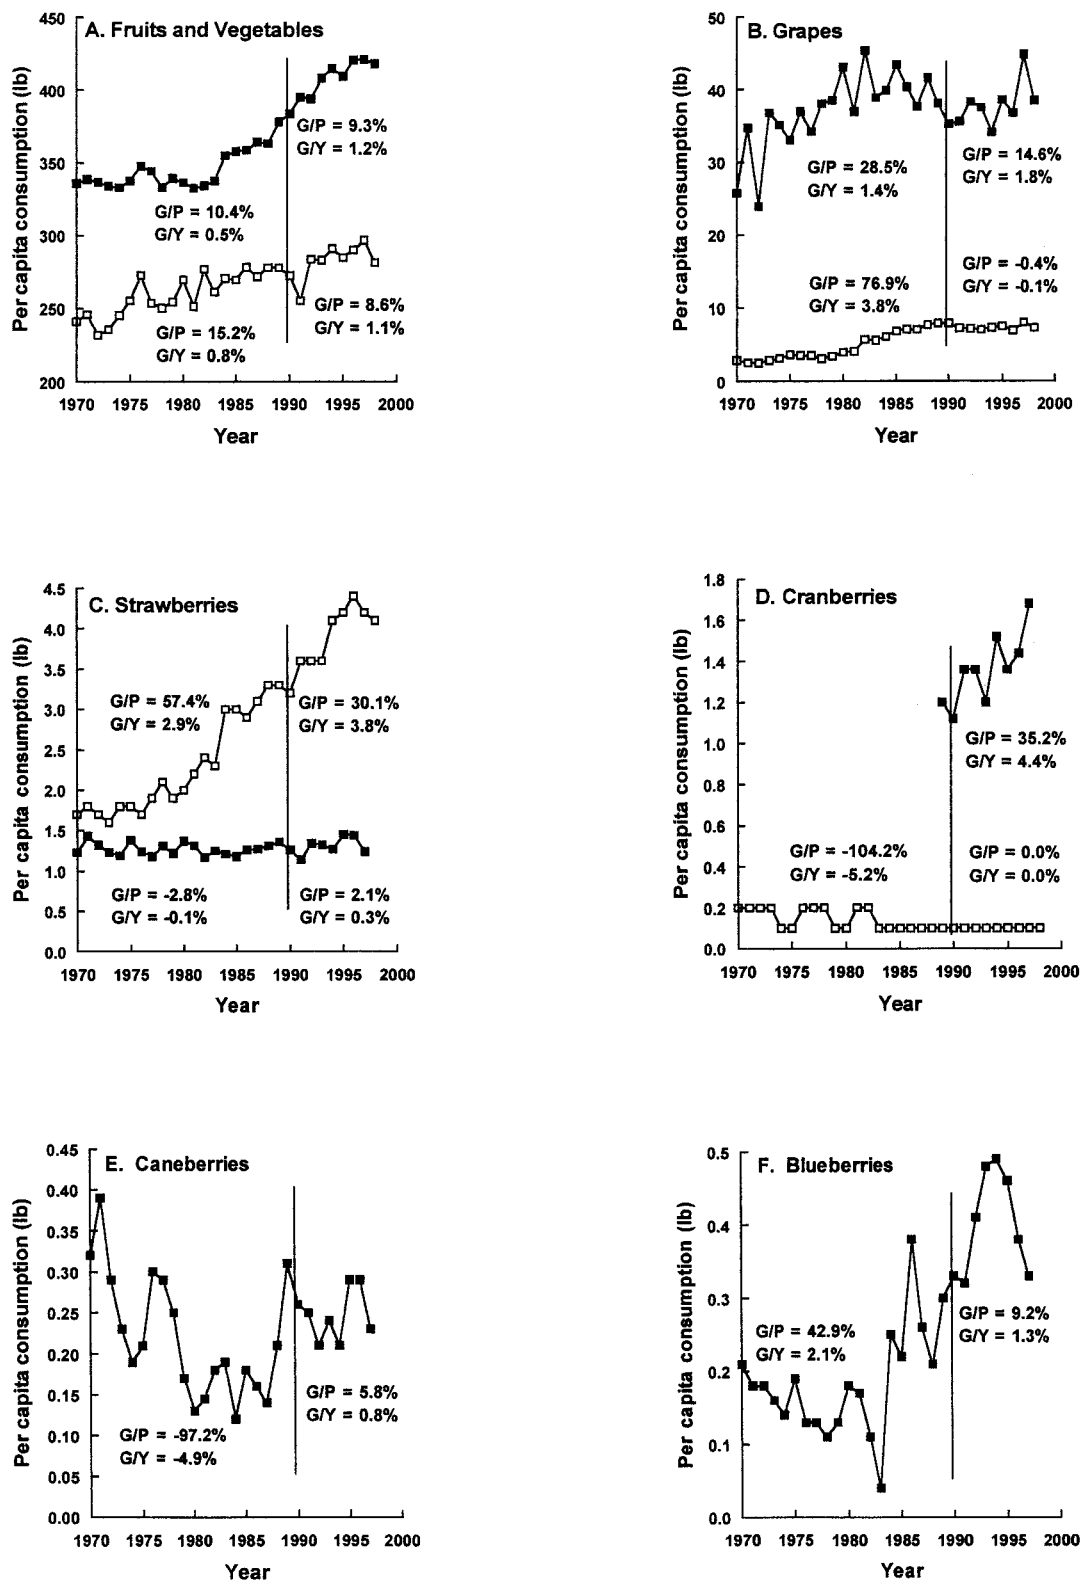 A. Fruits and Vegetables
Per capita consumption (lb)
450
400
350
300
250
200
G/P = 9.3%
G/Y = 1.2%
G/P = 10.4%
G/Y = 0.5%
G/P = 8.6%
G/Y = 1.1%
G/P = 15.2%
G/Y = 0.8%
1970 1975 1980 1985 1990 1995 2000
Year
B. Grapes
Per capita consumption (lb)
50
40
30
20
10
0
G/P = 14.6%
G/Y = 1.8%
G/P = 28.5%
G/Y = 1.4%
G/P = -0.4%
G/Y = -0.1%
G/P = 76.9%
G/Y = 3.8%
1970 1975 1980 1985 1990 1995 2000
Year
C. Strawberries
Per capita consumption (lb)
4.5
4.0
3.5
3.0
2.5
2.0
1.5
1.0
0.5
0.0
G/P = 57.4%
G/Y = 2.9%
G/P = 30.1%
G/Y = 3.8%
G/P = -2.8%
G/Y = -0.1%
G/P = 2.1%
G/Y = 0.3%
1970 1975 1980 1985 1990 1995 2000
Year
D. Cranberries
Per capita consumption (lb)
1.8
1.6
1.4
1.2
1.0
0.8
0.6
0.4
0.2
0.0
G/P = 35.2%
G/Y = 4.4%
G/P = -104.2%
G/Y = -5.2%
G/P = 0.0%
G/Y = 0.0%
1970 1975 1980 1985 1990 1995 2000
Year
E. Caneberries
Per capita consumption (lb)
0.45
0.40
0.35
0.30
0.25
0.20
0.15
0.10
0.05
0.00
G/P = 5.8%
G/Y = 0.8%
G/P = -97.2%
G/Y = -4.9%
1970 1975 1980 1985 1990 1995 2000
Year
F. Blueberries
Per capita consumption (lb)
0.5
0.4
0.3
0.2
0.1
0.0
G/P = 9.2%
G/Y = 1.3%
G/P = 42.9%
G/Y = 2.1%
1970 1975 1980 1985 1990 1995 2000
Year